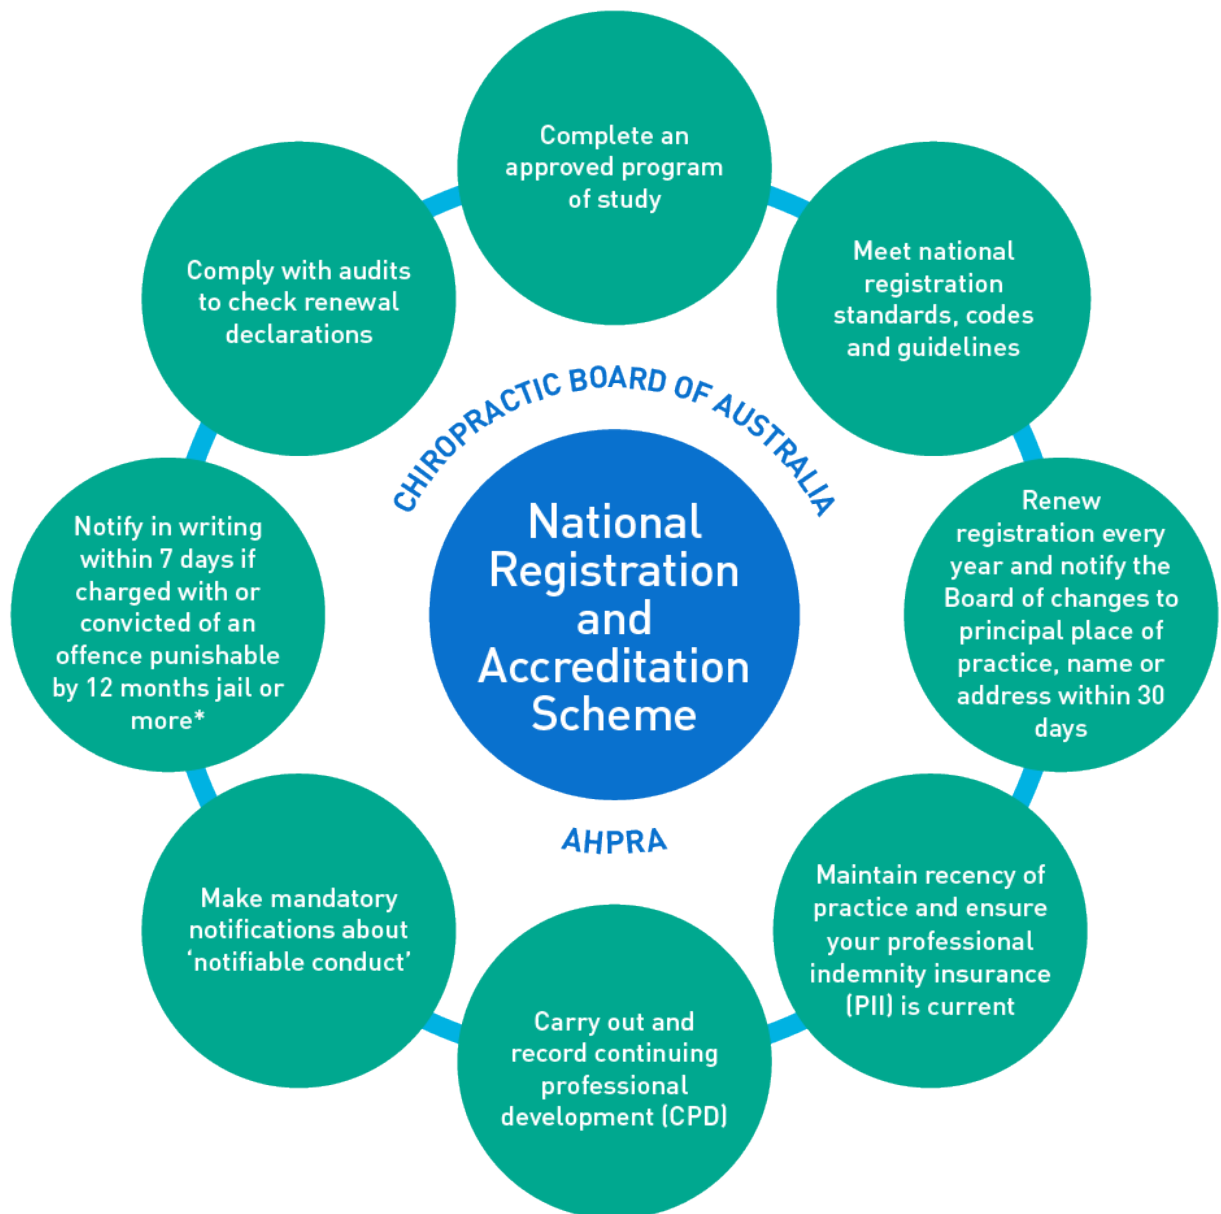 Complete an
approved program
of study
Meet national
registration
standards, codes
and guidelines
Renew
registration every
year and notify the
Board of changes to
principal place of
practice, name or
address within 30
days
Maintain recency of
practice and ensure
your professional
indemnity insurance
(PII) is current
Carry out and
record continuing
professional
development (CPD)
Make mandatory
notifications about
‘notifiable conduct’
Notify in writing
within 7 days if
charged with or
convicted of an
offence punishable
by 12 months jail or
more*
Comply with audits
to check renewal
declarations
CHIROPRACTIC BOARD OF AUSTRALIA
National
Registration
and
Accreditation
Scheme
AHPRA